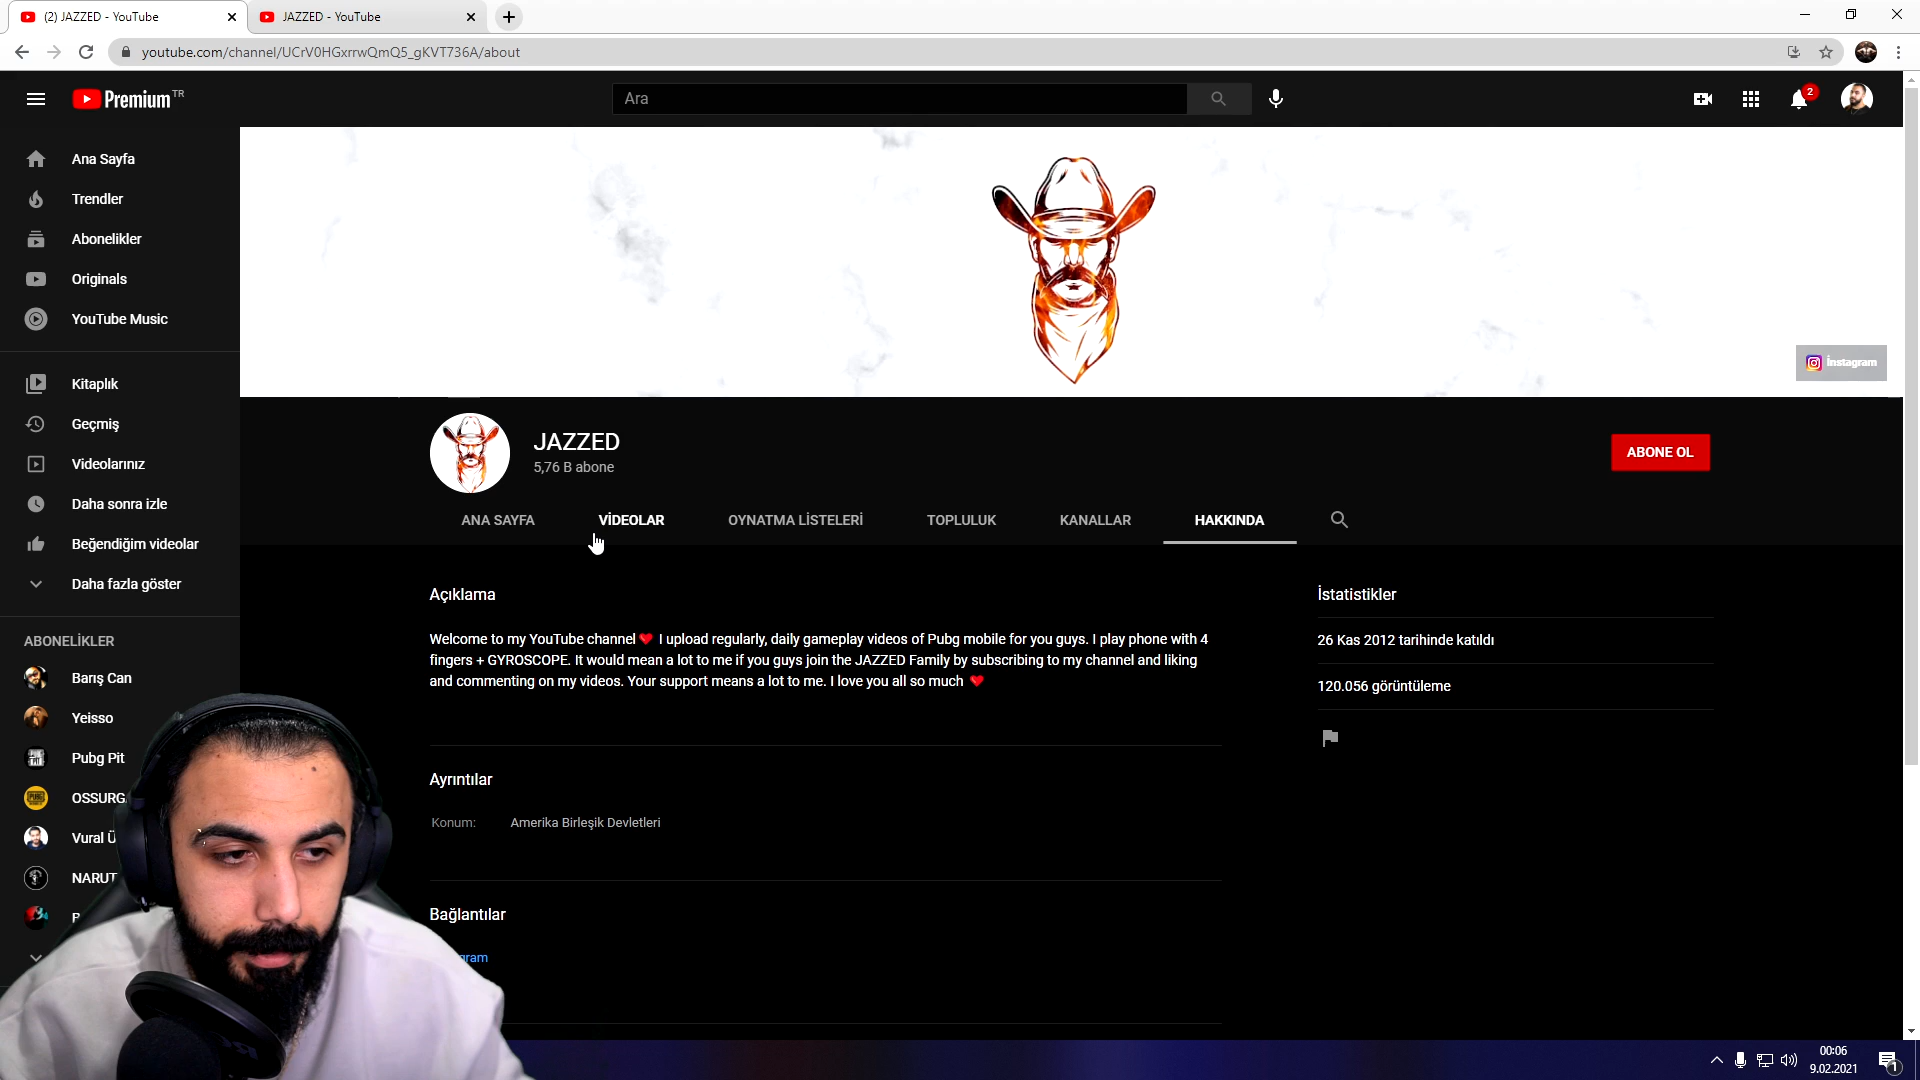 (2) JAZZED - YouTube
JAZZED - YouTube
youtube.com/channel/UCrV0HGxrrwQmQ5_gKVT736A/about
Premium TR
Ara
2
Ana Sayfa
Trendler
Abonelikler
Originals
YouTube Music
Kitaplık
Geçmiş
Videolarınız
Daha sonra izle
Beğendiğim videolar
Daha fazla göster
ABONELİKLER
Barış Can
Yeisso
Pubg Pit
OSSURG
Vural Ü
NARUT
instagram
JAZZED
5,76 B abone
ABONE OL
ANA SAYFA
VİDEOLAR
OYNATMA LİSTELERİ
TOPLULUK
KANALLAR
HAKKINDA
Açıklama
Welcome to my YouTube channel❤ I upload regularly, daily gameplay videos of Pubg mobile for you guys. I play phone with 4
fingers + GYROSCOPE. It would mean a lot to me if you guys join the JAZZED Family by subscribing to my channel and liking
and commenting on my videos. Your support means a lot to me. I love you all so much ❤
Ayrıntılar
Konum: Amerika Birleşik Devletleri
Bağlantılar
gram
İstatistikler
26 Kas 2012 tarihinde katıldı
120.056 görüntüleme
00:06
9.02.2021
1